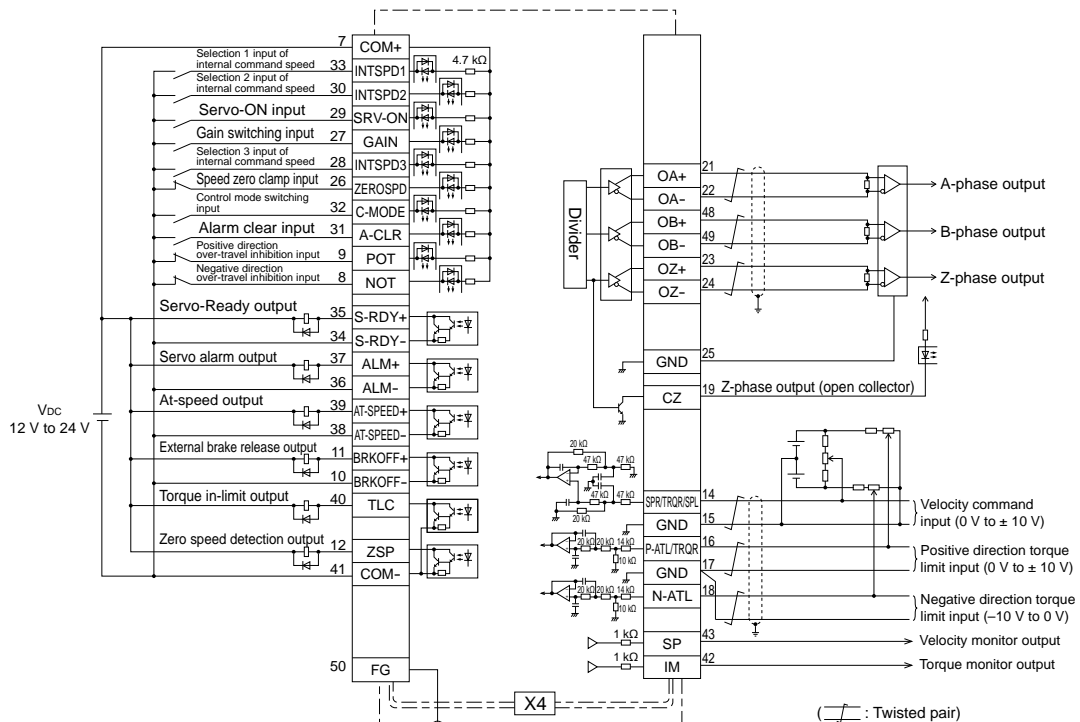 7 COM+
Selection 1 input of
internal command speed 33 INTSPD1 4.7 kΩ
Selection 2 input of
internal command speed 30 INTSPD2
Servo-ON input 29 SRV-ON
Gain switching input 27 GAIN
Selection 3 input of
internal command speed 28 INTSPD3
Speed zero clamp input 26 ZEROSPD
Control mode switching
input 32 C-MODE
Alarm clear input 31 A-CLR
Positive direction
over-travel inhibition input 9 POT
Negative direction
over-travel inhibition input 8 NOT
Servo-Ready output 35 S-RDY+
34 S-RDY–
Servo alarm output 37 ALM+
36 ALM–
At-speed output 39 AT-SPEED+
38 AT-SPEED–
External brake release output 11 BRKOFF+
10 BRKOFF–
Torque in-limit output 40 TLC
Zero speed detection output 12 ZSP
41 COM–
50 FG
VDC
12 V to 24 V
X4
Divider
OA+ 21
OA– 22
A-phase output
OB+ 48
OB– 49
B-phase output
OZ+ 23
OZ– 24
Z-phase output
GND 25
CZ 19 Z-phase output (open collector)
20 kΩ
47 kΩ 47 kΩ
47 kΩ 47 kΩ
20 kΩ
SPR/TRQR/SPL 14
GND 15
Velocity command
input (0 V to ± 10 V)
20 kΩ 20 kΩ 14 kΩ
10 kΩ
P-ATL/TRQR 16
GND 17
Positive direction torque
limit input (0 V to ± 10 V)
20 kΩ 20 kΩ 14 kΩ
10 kΩ
N-ATL 18
Negative direction torque
limit input (–10 V to 0 V)
1 kΩ SP 43 Velocity monitor output
1 kΩ IM 42 Torque monitor output
( : Twisted pair)